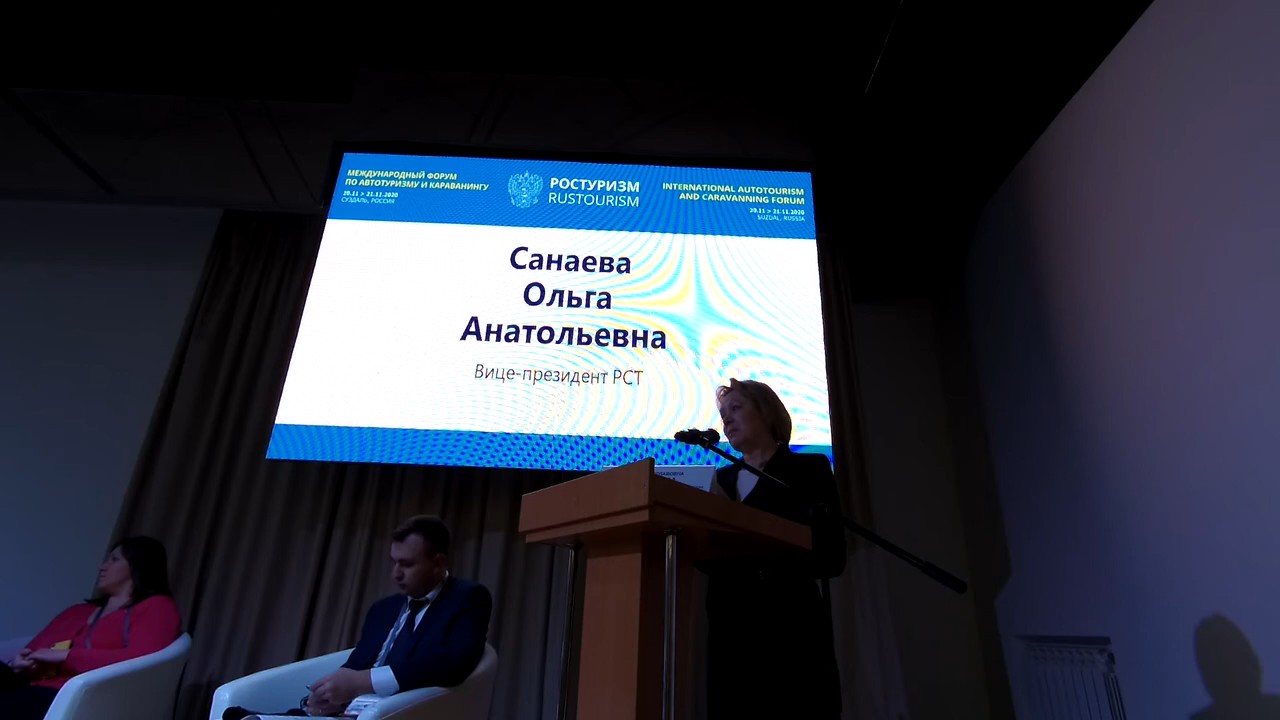 МЕЖДУНАРОДНЫЙ ФОРУМ
ПО АВТОТУРИЗМУ И КАРАВАНИНГУ
20.11 > 21.11.2020
СУЗДАЛЬ, РОССИЯ
РОСТУРИЗМ
RUSTOURISM
INTERNATIONAL AUTOTOURISM
AND CARAVANNING FORUM
20.11 > 21.11.2020
SUZDAL, RUSSIA
Санаева
Ольга
Анатольевна
Вице-президент РСТ